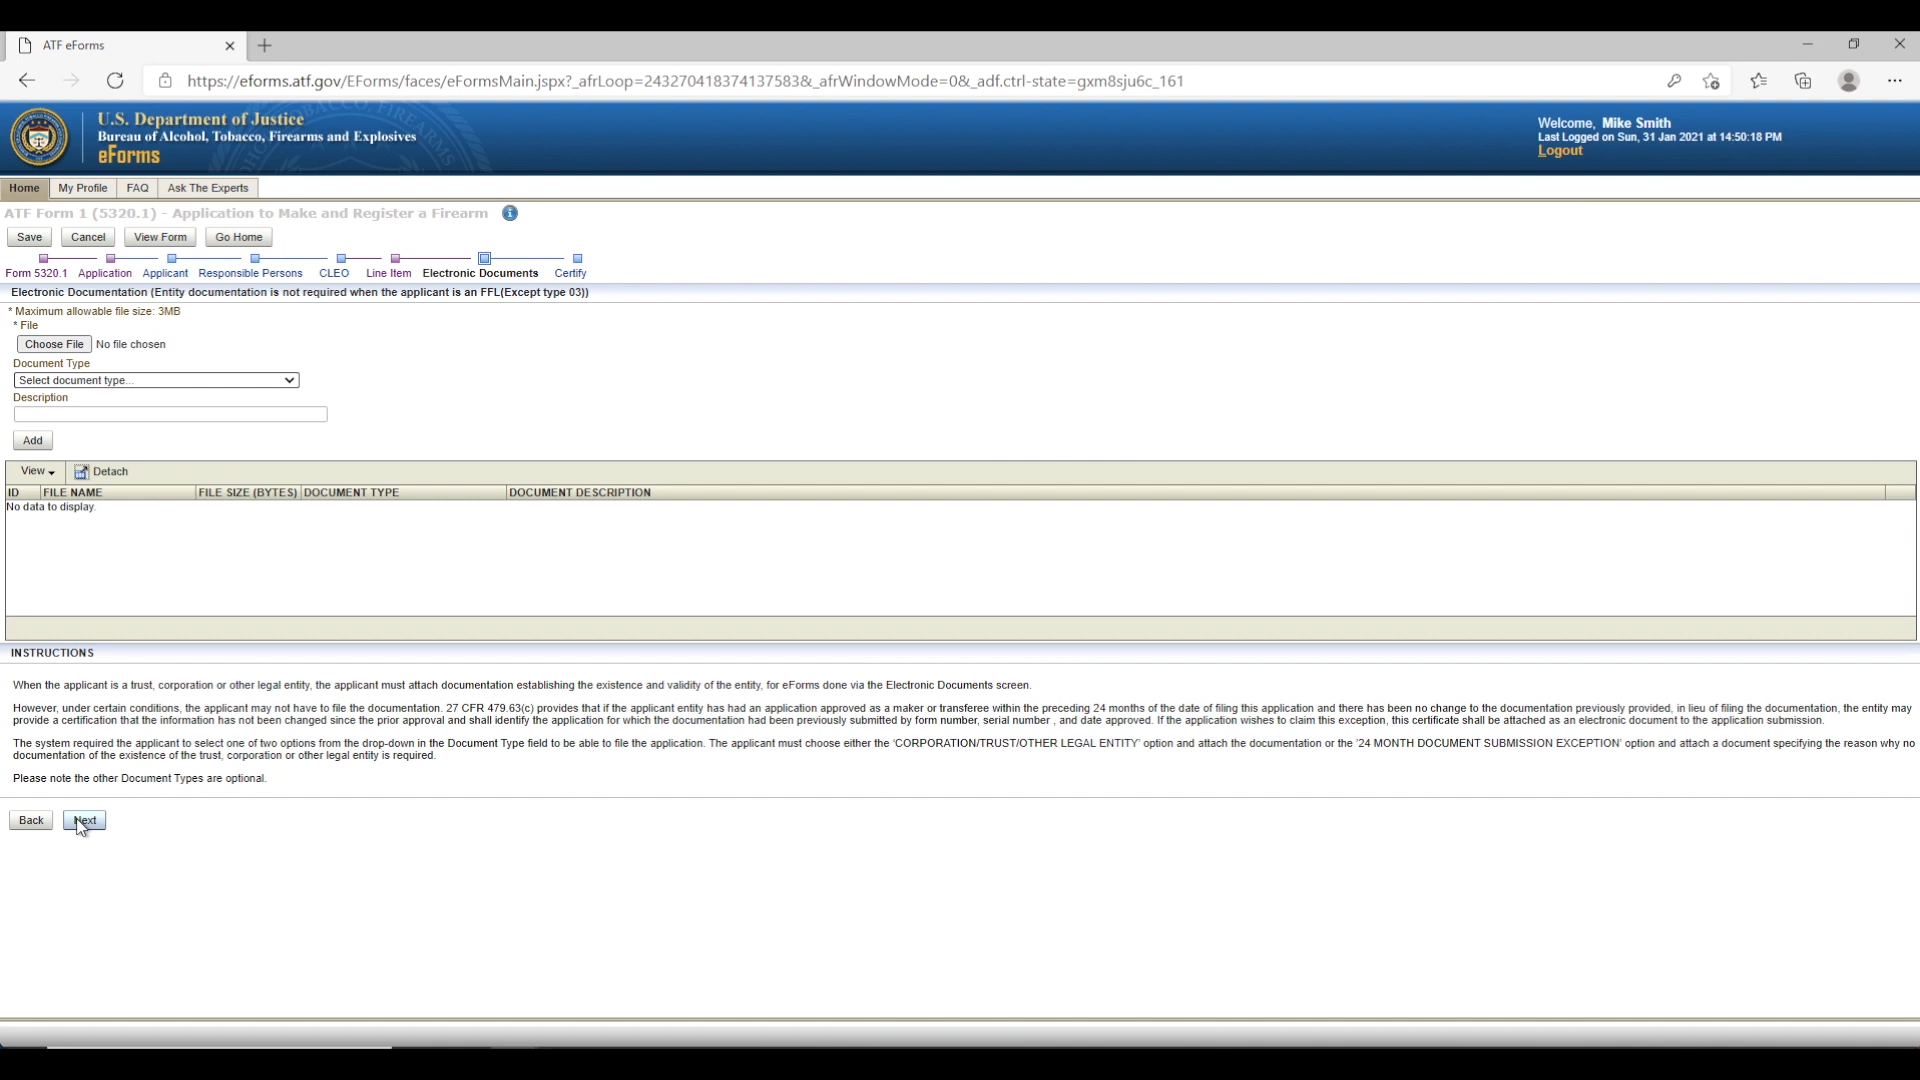 ATF eForms
https://eforms.atf.gov/EForms/faces/eFormsMain.jspx?_afrLoop=2432704183741375838&_afrWindowMode=0&_adf.ctrl-state=gxm8sju6c_161
U.S. Department of Justice
Bureau of Alcohol, Tobacco, Firearms and Explosives
eForms
Welcome, Mike Smith
Last Logged on Sun, 31 Jan 2021 at 14:50:18 PM
Logout
Home My Profile FAQ Ask The Experts
ATF Form 1 (5320.1) - Application to Make and Register a Firearm
Save Cancel View Form Go Home
Form 5320.1 Application Applicant Responsible Persons CLEO Line Item Electronic Documents Certify
Electronic Documentation (Entity documentation is not required when the applicant is an FFL(Except type 03))
* Maximum allowable file size: 3MB
* File
Choose File No file chosen
Document Type
Select document type...
Description
Add
View Detach
ID FILE NAME FILE SIZE (BYTES) DOCUMENT TYPE DOCUMENT DESCRIPTION
No data to display.
INSTRUCTIONS
When the applicant is a trust, corporation or other legal entity, the applicant must attach documentation establishing the existence and validity of the entity, for eForms done via the Electronic Documents screen.
However, under certain conditions, the applicant may not have to file the documentation. 27 CFR 479.63(c) provides that if the applicant entity has had an application approved as a maker or transferee within the preceding 24 months of the date of filing this application and there has been no change to the documentation previously provided, in lieu of filing the documentation, the entity may
provide a certification that the information has not been changed since the prior approval and shall identify the application for which the documentation had been previously submitted by form number, serial number , and date approved. If the application wishes to claim this exception, this certificate shall be attached as an electronic document to the application submission.
The system required the applicant to select one of two options from the drop-down in the Document Type field to be able to file the application. The applicant must choose either the 'CORPORATION/TRUST/OTHER LEGAL ENTITY' option and attach the documentation or the '24 MONTH DOCUMENT SUBMISSION EXCEPTION' option and attach a document specifying the reason why no
documentation of the existence of the trust, corporation or other legal entity is required.
Please note the other Document Types are optional.
Back Next